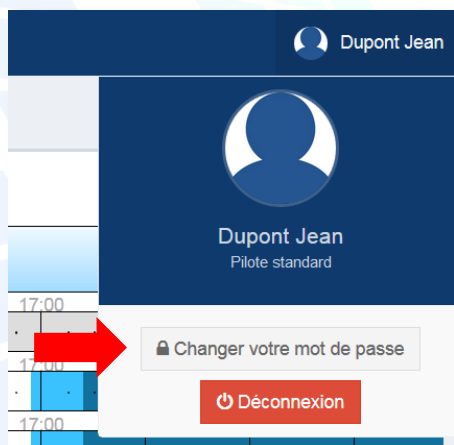 Dupont Jean
Dupont Jean
Pilote standard
17:00
Changer votre mot de passe
17:00
Déconnexion
17:00